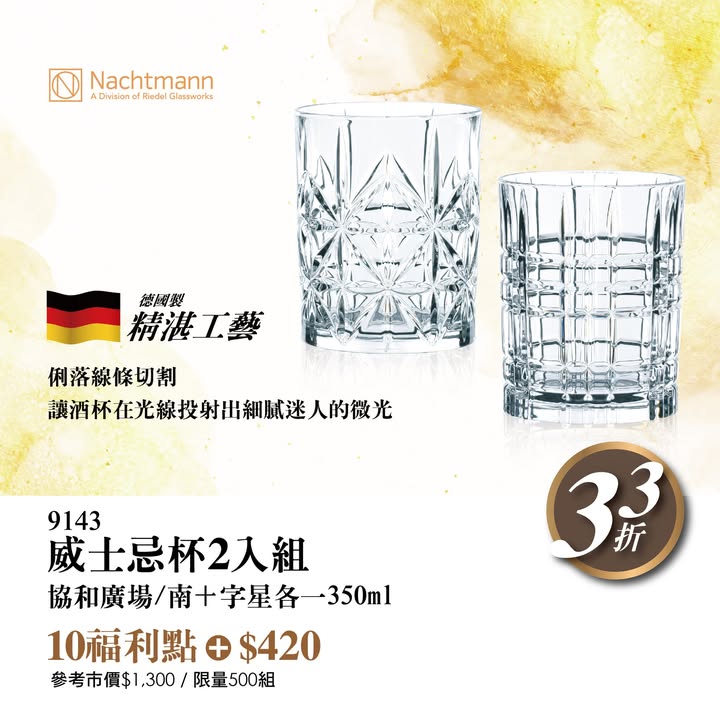 Nachtmann
A Division of Riedel Glassworks
德國製
精湛工藝
俐落線條切割
讓酒杯在光線投射出細膩迷人的微光
33折
9143
威士忌杯2入組
協和廣場/南十字星各一350ml
10福利點+$420
參考市價$1,300 / 限量500組